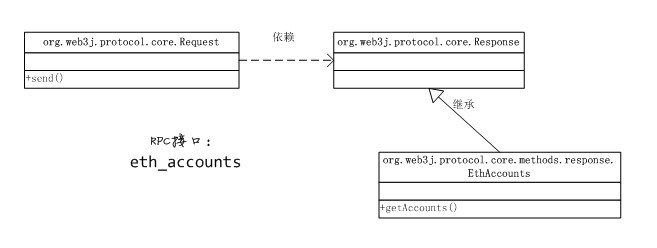 org.web3j.protocol.core.Request
+send()
依赖
org.web3j.protocol.core.Response
继承
RPC接口：
eth_accounts
org.web3j.protocol.core.methods.response.
EthAccounts
+getAccounts()